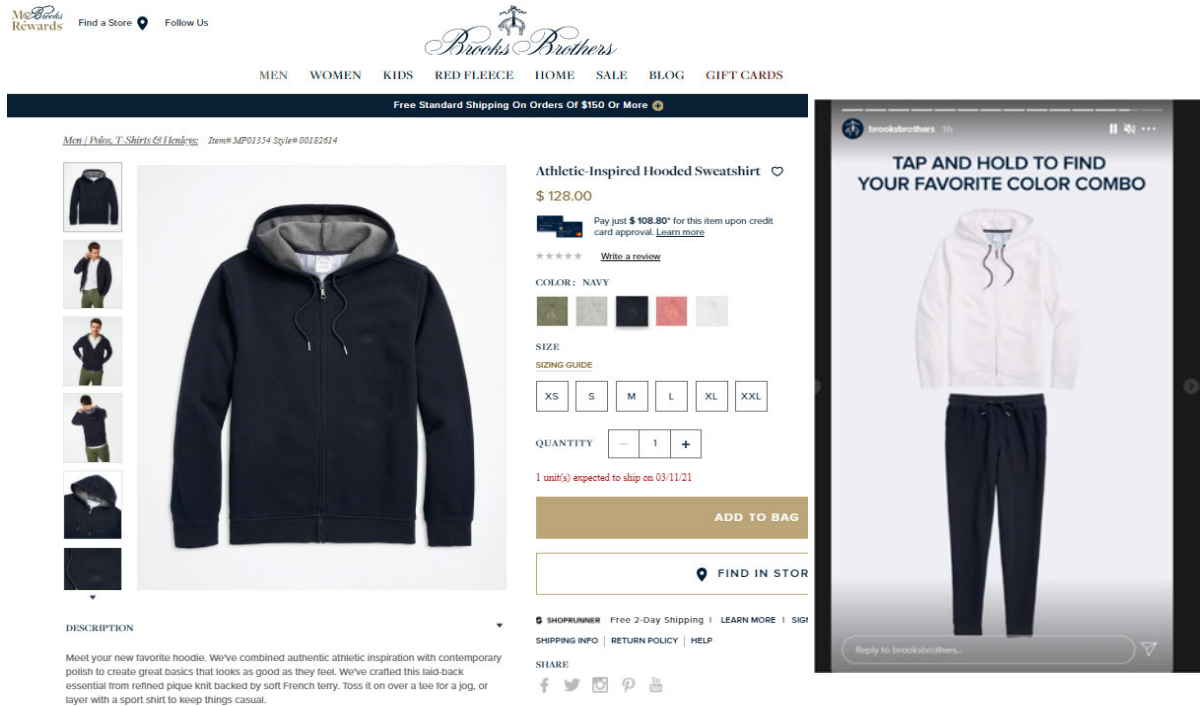 Mr Brooks
Rewards
Find a Store
Follow Us
Brooks Brothers
MEN WOMEN KIDS RED FLEECE HOME SALE BLOG GIFT CARDS
Free Standard Shipping On Orders Of $150 Or More
Men | Polos, T-Shirts & Henleys: Item# MP01354 Style# 00182614
Athletic-Inspired Hooded Sweatshirt
$ 128.00
Pay just $ 108.80* for this item upon credit
card approval. Learn more
Write a review
COLOR: NAVY
SIZE
SIZING GUIDE
XS S M L XL XXL
QUANTITY 1
1 unit(s) expected to ship on 03/11/21
ADD TO BAG
FIND IN STOR
SHOPRUNNER Free 2-Day Shipping | LEARN MORE | SIGN
SHIPPING INFO | RETURN POLICY | HELP
SHARE
DESCRIPTION
Meet your new favorite hoodie. We've combined authentic athletic inspiration with contemporary
polish to create great basics that looks as good as they feel. We've crafted this laid-back
essential from refined pique knit backed by soft French terry. Toss it on over a tee for a jog, or
layer with a sport shirt to keep things casual.
brooksbrothers 1h
TAP AND HOLD TO FIND
YOUR FAVORITE COLOR COMBO
Reply to brooksbrothers...